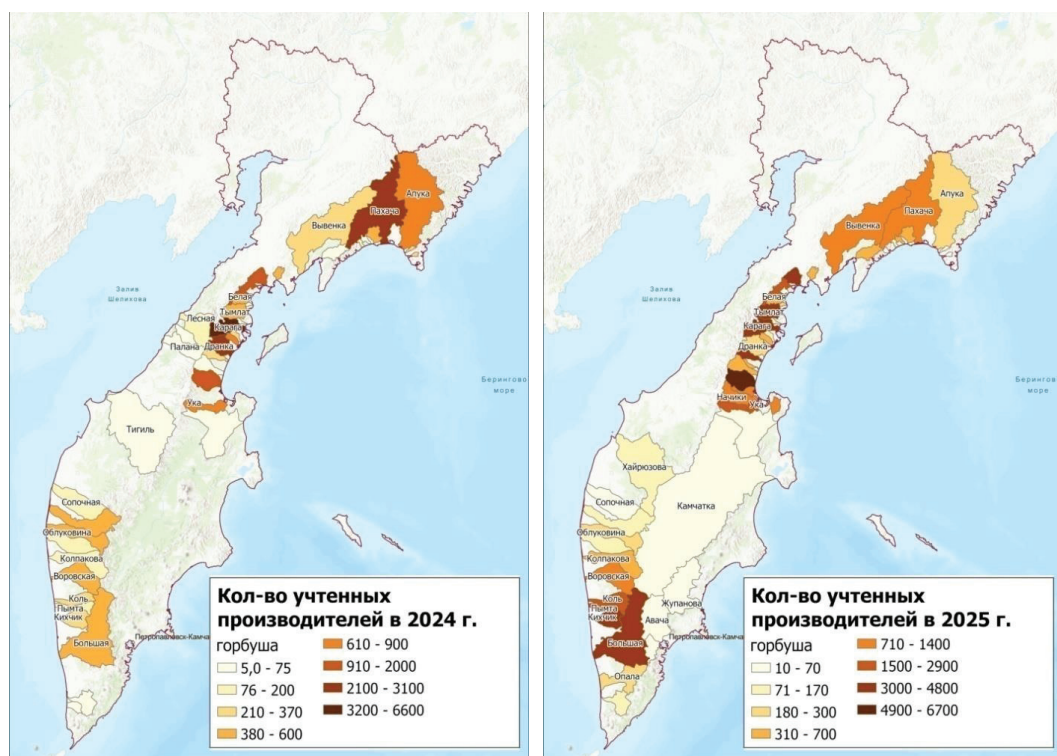 Апука
Пахача
Вывенка
Залив
Шелихова
Белая
Тымлат
Лесная
Карага
Палана
Дранка
Берингово
море
Ука
Тигиль
Сопочная
Облуковина
Колпакова
Воровская
Коль
Пымта
Кихчик
Большая
Петропавловск-Камча
Кол-во учтенных
производителей в 2024 г.
горбуша
5,0 - 75
76 - 200
210 - 370
380 - 600
610 - 900
910 - 2000
2100 - 3100
3200 - 6600
Апука
Пахача
Вывенка
Залив
Шелихова
Белая
Тымлат
Карага
Дранка
Берингово
море
Начики
Ука
Хайрюзова
Камчатка
Сопочная
Облуковина
Колпакова
Воровская
Коль
Пымта
Кихчик
Жупанова
Авача
Большая
Петропавловск-Камча
Опала
Кол-во учтенных
производителей в 2025 г.
горбуша
10 - 70
71 - 170
180 - 300
310 - 700
710 - 1400
1500 - 2900
3000 - 4800
4900 - 6700